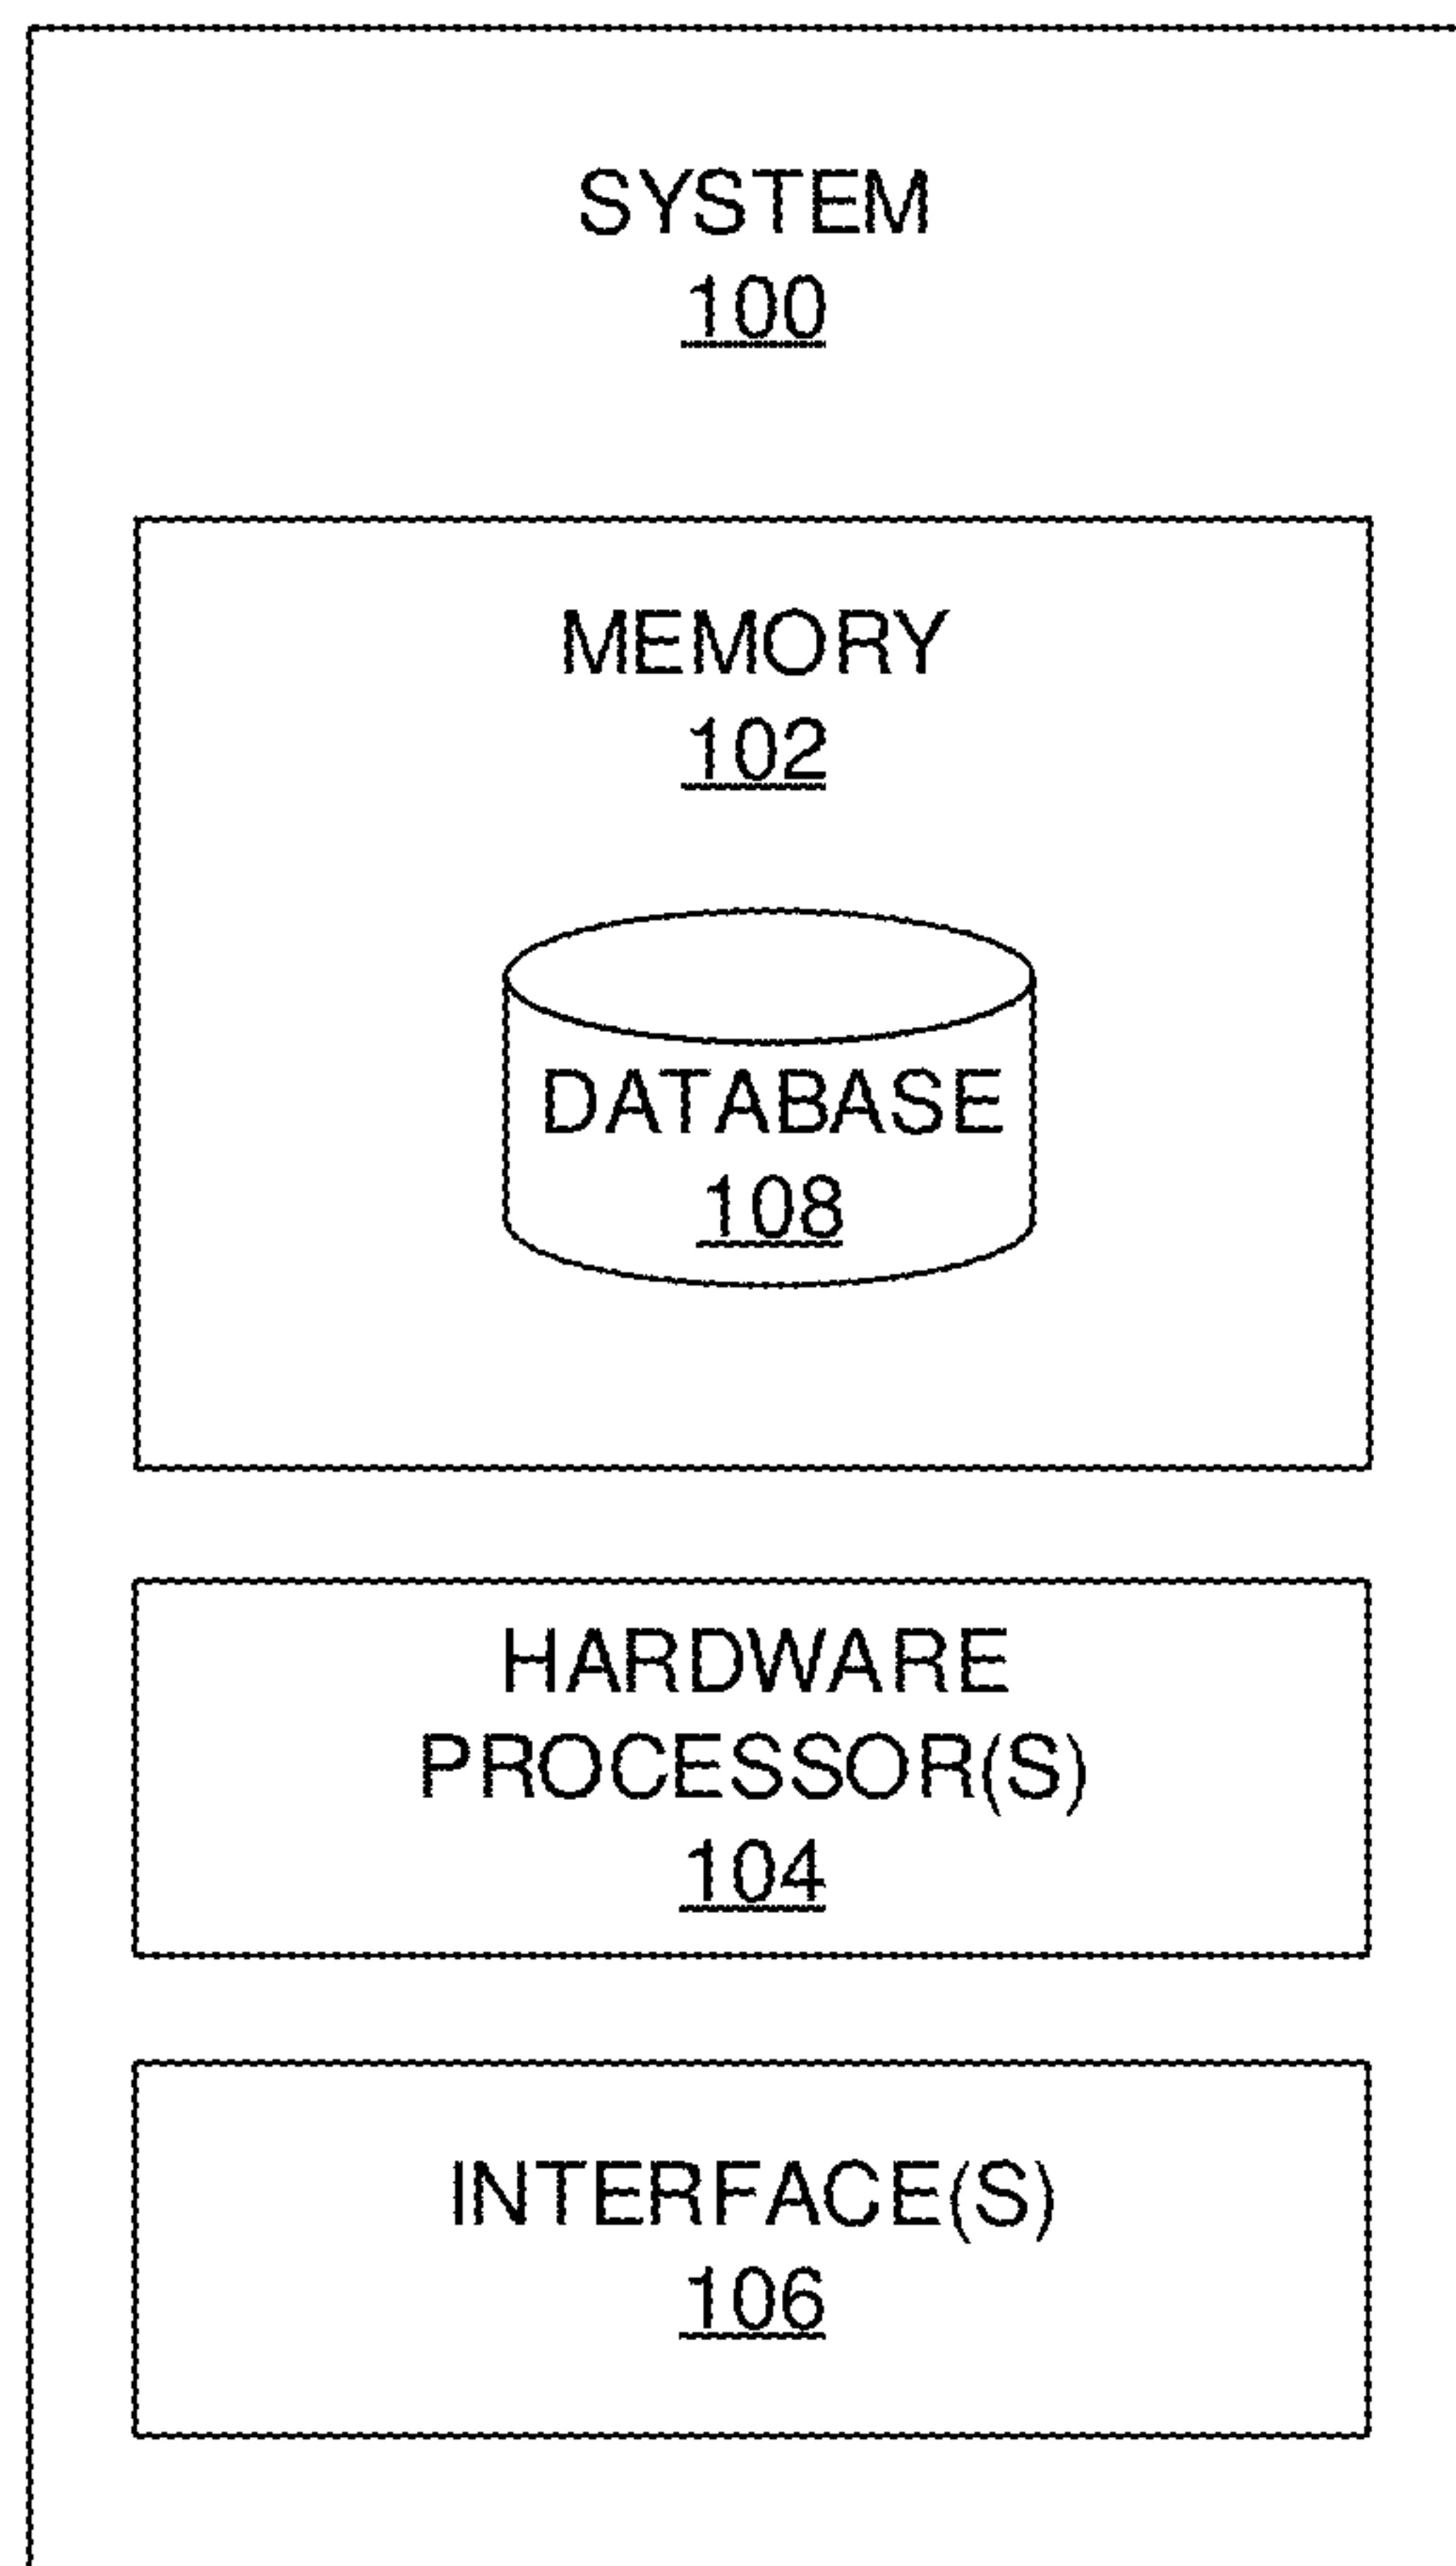 SYSTEM
100
MEMORY
102
DATABASE
108
HARDWARE
PROCESSOR(S)
104
INTERFACE(S)
106